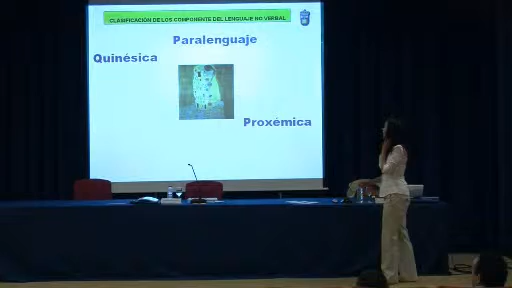 CLASIFICACIÓN DE LOS COMPONENTE DEL LENGUAJE NO VERBAL
Paralenguaje
Quinésica
Proxémica